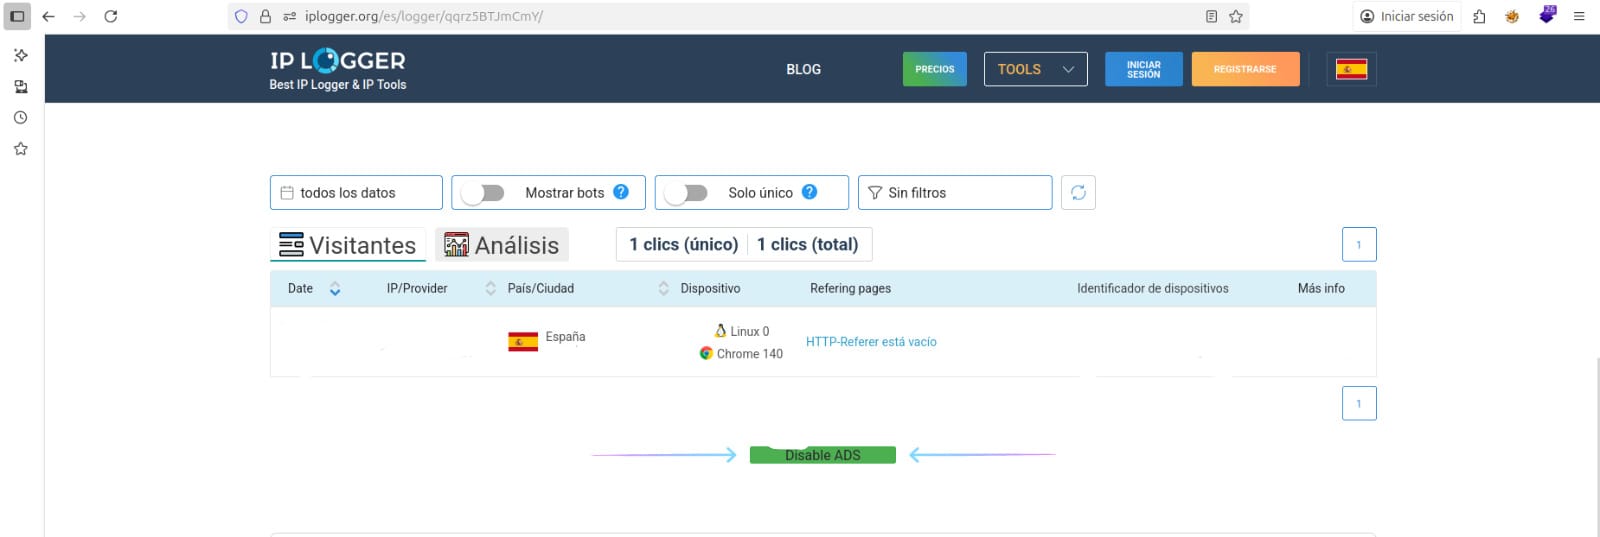 iplogger.org/es/logger/qqrz5BTJmCmY/
Iniciar sesión
26
IP LOGGER
Best IP Logger & IP Tools
BLOG
PRECIOS
TOOLS
INICIAR
SESIÓN
REGISTRARSE
todos los datos
Mostrar bots ?
Solo único ?
Sin filtros
Visitantes
Análisis
1 clics (único) 1 clics (total)
1
Date IP/Provider País/Ciudad Dispositivo Refering pages Identificador de dispositivos Más info
España
Linux 0
Chrome 140
HTTP-Referer está vacío
1
Disable ADS